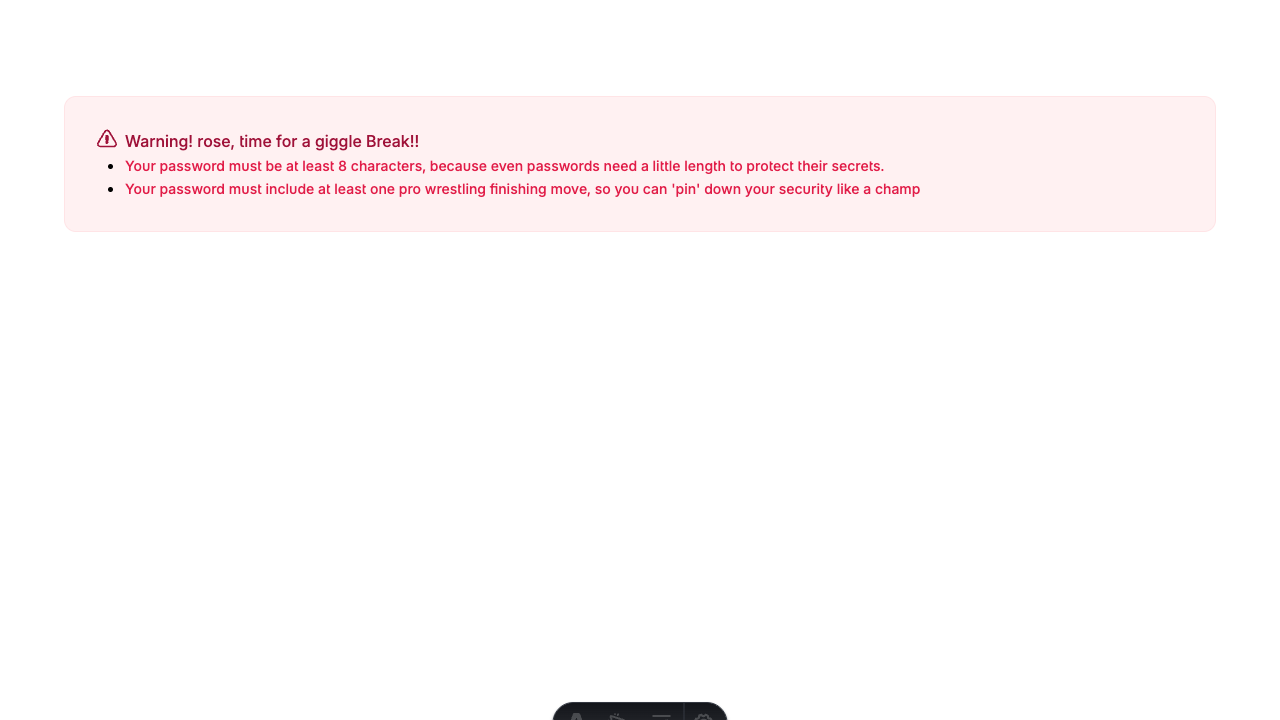 Warning! rose, time for a giggle Break!!
Your password must be at least 8 characters, because even passwords need a little length to protect their secrets.
Your password must include at least one pro wrestling finishing move, so you can 'pin' down your security like a champ